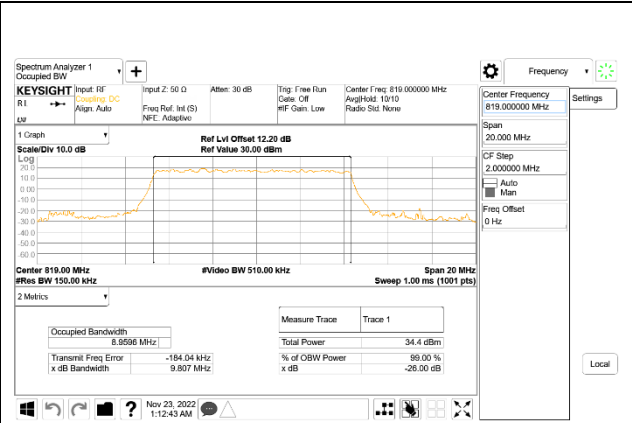 Spectrum Analyzer 1
Occupied BW
Frequency
KEYSIGHT
Input: RF
Coupling: DC
Align: Auto
Input Z: 50 Ω
Freq Ref: Int (S)
NFE: Adaptive
Atten: 30 dB
Trig: Free Run
Gate: Off
#IF Gain: Low
Center Freq: 819.000000 MHz
Avg|Hold: 10/10
Radio Std: None
Center Frequency
819.000000 MHz
Settings
Span
20.000 MHz
CF Step
2.000000 MHz
Auto
Man
Freq Offset
0 Hz
1 Graph
Scale/Div 10.0 dB
Ref Lvl Offset 12.20 dB
Ref Value 30.00 dBm
Log
20.0
10.0
0.00
-10.0
-20.0
-30.0
-40.0
-50.0
-60.0
Center 819.00 MHz
#Res BW 150.00 kHz
#Video BW 510.00 kHz
Span 20 MHz
Sweep 1.00 ms (1001 pts)
2 Metrics
Measure Trace Trace 1
Occupied Bandwidth
8.9596 MHz
Total Power 34.4 dBm
Transmit Freq Error -184.04 kHz
% of OBW Power 99.00 %
x dB Bandwidth 9.807 MHz
x dB -26.00 dB
Local
?
Nov 23, 2022
1:12:43 AM